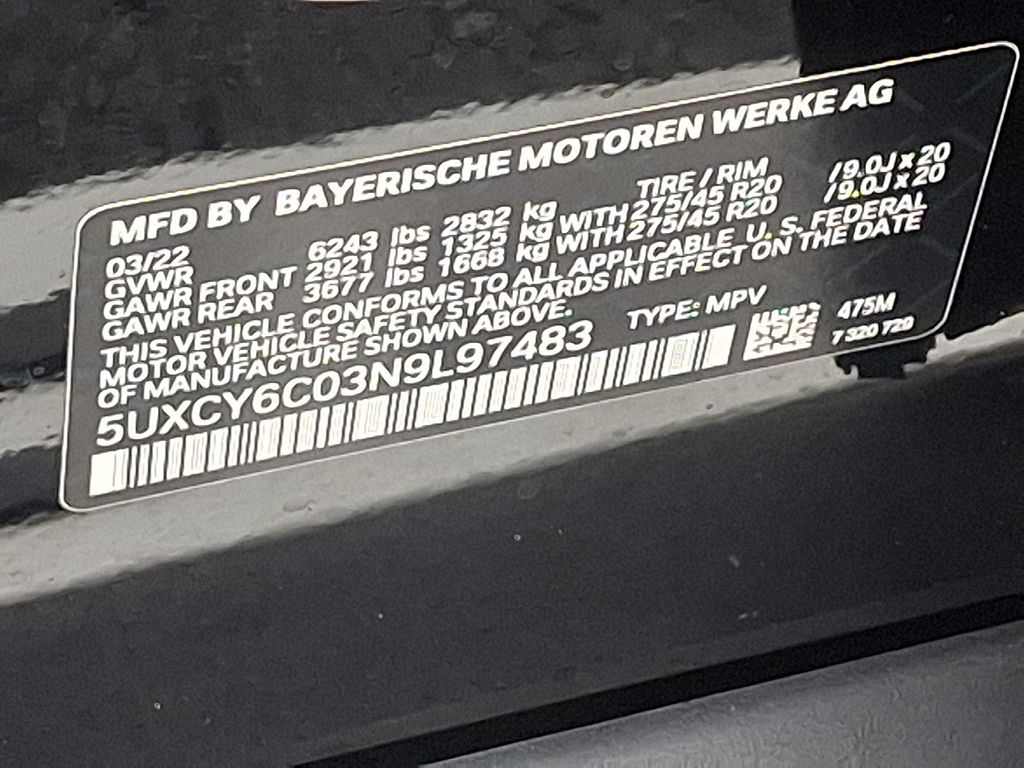 MFD BY BAYERISCHE MOTOREN WERKE AG
03/22 TIRE / RIM
GVWR 6243 lbs 2832 kg
GAWR FRONT 2921 lbs 1325 kg WITH 275/45 R20 /9.0J x 20
GAWR REAR 3677 lbs 1668 kg WITH 275/45 R20 /9.0J x 20
THIS VEHICLE CONFORMS TO ALL APPLICABLE U. S. FEDERAL
MOTOR VEHICLE SAFETY STANDARDS IN EFFECT ON THE DATE
OF MANUFACTURE SHOWN ABOVE.
5UXCY6C03N9L97483 TYPE: MPV 475M
7 320 729